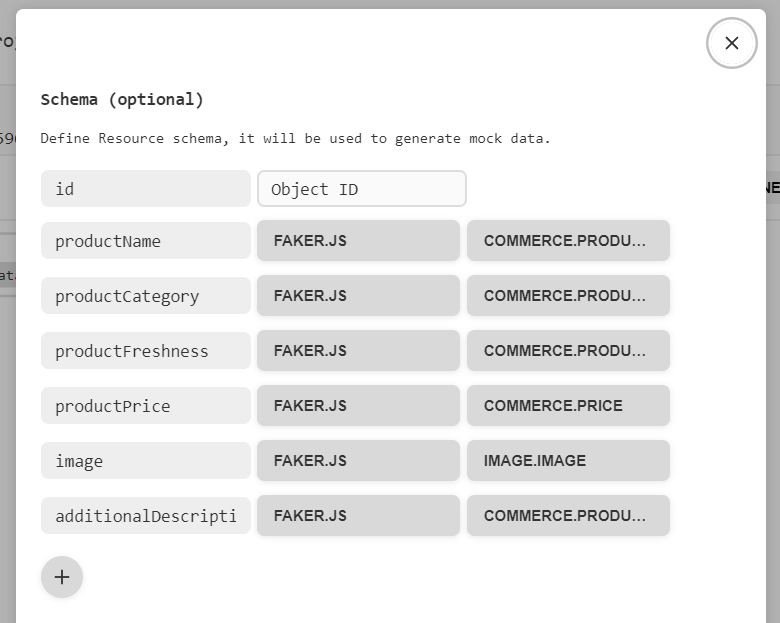 Schema (optional)
Define Resource schema, it will be used to generate mock data.
id Object ID
productName FAKER.JS COMMERCE.PRODU...
productCategory FAKER.JS COMMERCE.PRODU...
productFreshness FAKER.JS COMMERCE.PRODU...
productPrice FAKER.JS COMMERCE.PRICE
image FAKER.JS IMAGE.IMAGE
additionalDescripti FAKER.JS COMMERCE.PRODU...
+